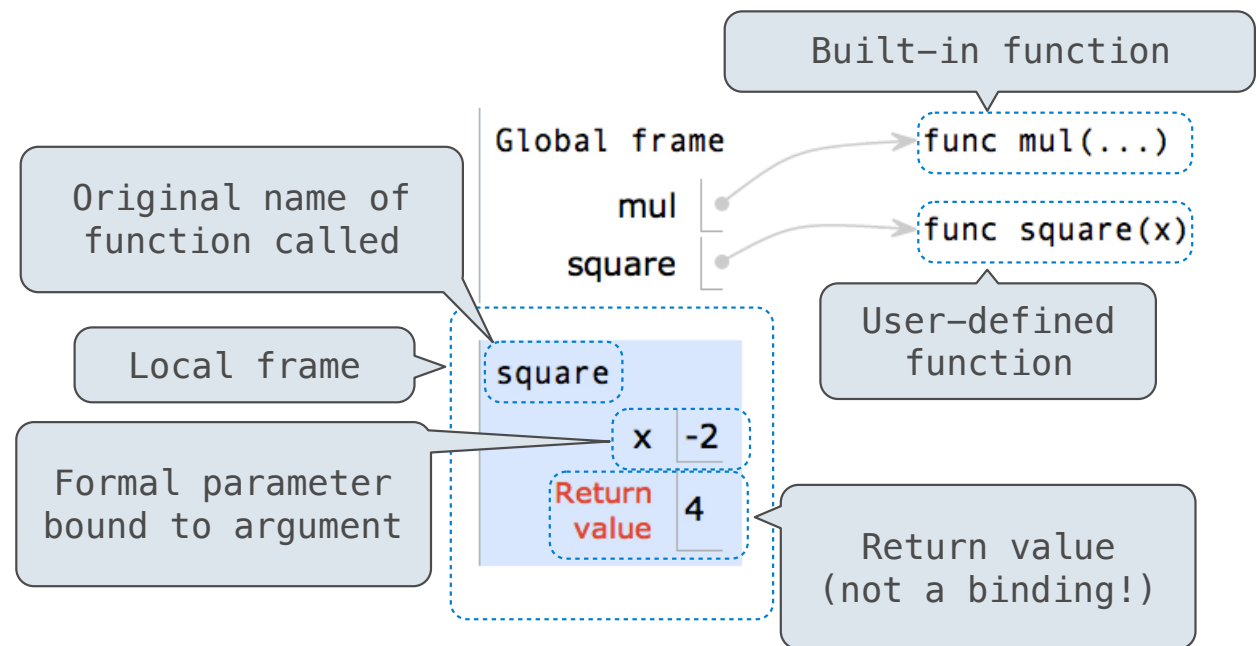 Built-in function
Global frame
func mul(...)
mul
Original name of
function called
func square(x)
square
User-defined
function
Local frame
square
x -2
Formal parameter
bound to argument
Return
value
4
Return value
(not a binding!)